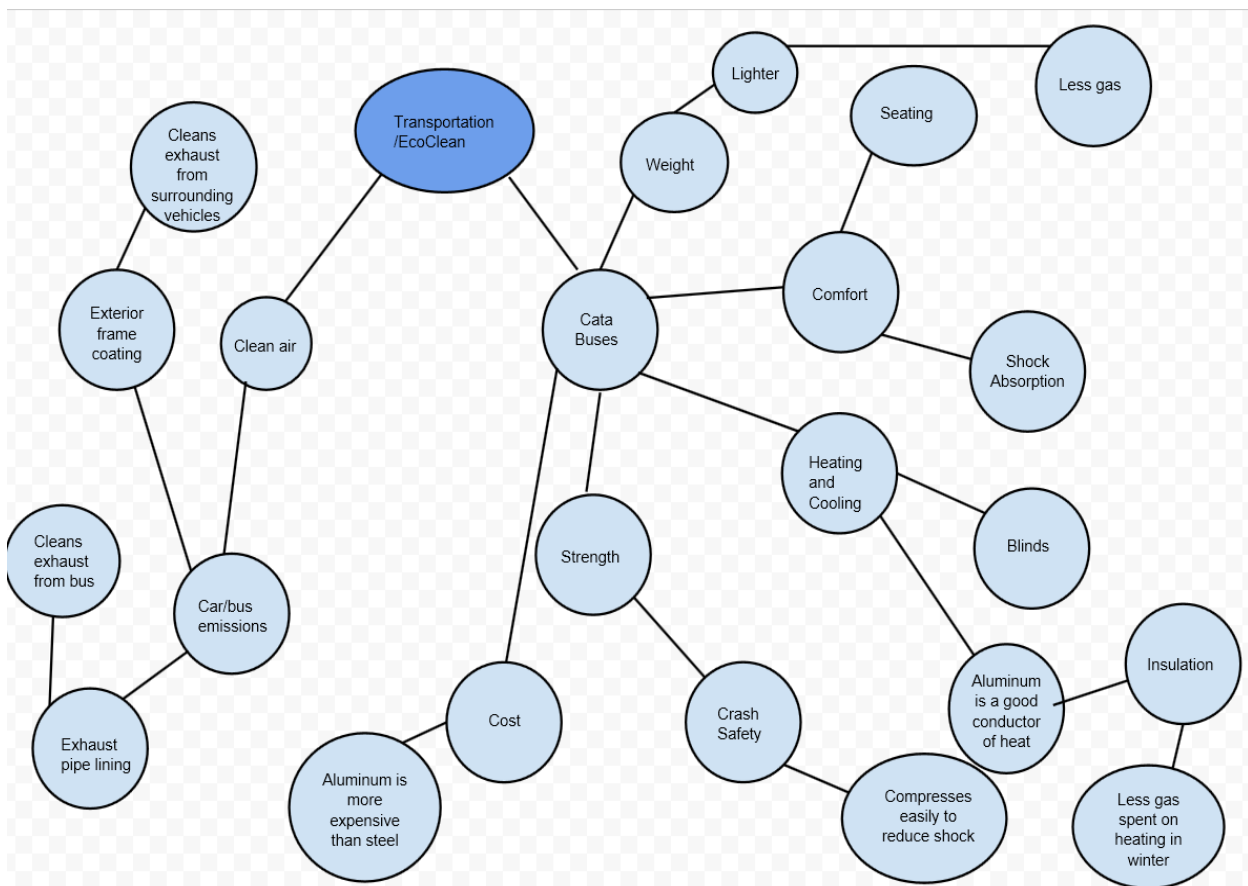 Transportation
/EcoClean
Cleans
exhaust
from
surrounding
vehicles
Exterior
frame
coating
Clean air
Car/bus
emissions
Cleans
exhaust
from bus
Exhaust
pipe lining
Cata
Buses
Weight
Lighter
Less gas
Comfort
Seating
Shock
Absorption
Heating
and
Cooling
Blinds
Aluminum
is a good
conductor
of heat
Insulation
Less gas
spent on
heating in
winter
Strength
Crash
Safety
Compresses
easily to
reduce shock
Cost
Aluminum is
more
expensive
than steel